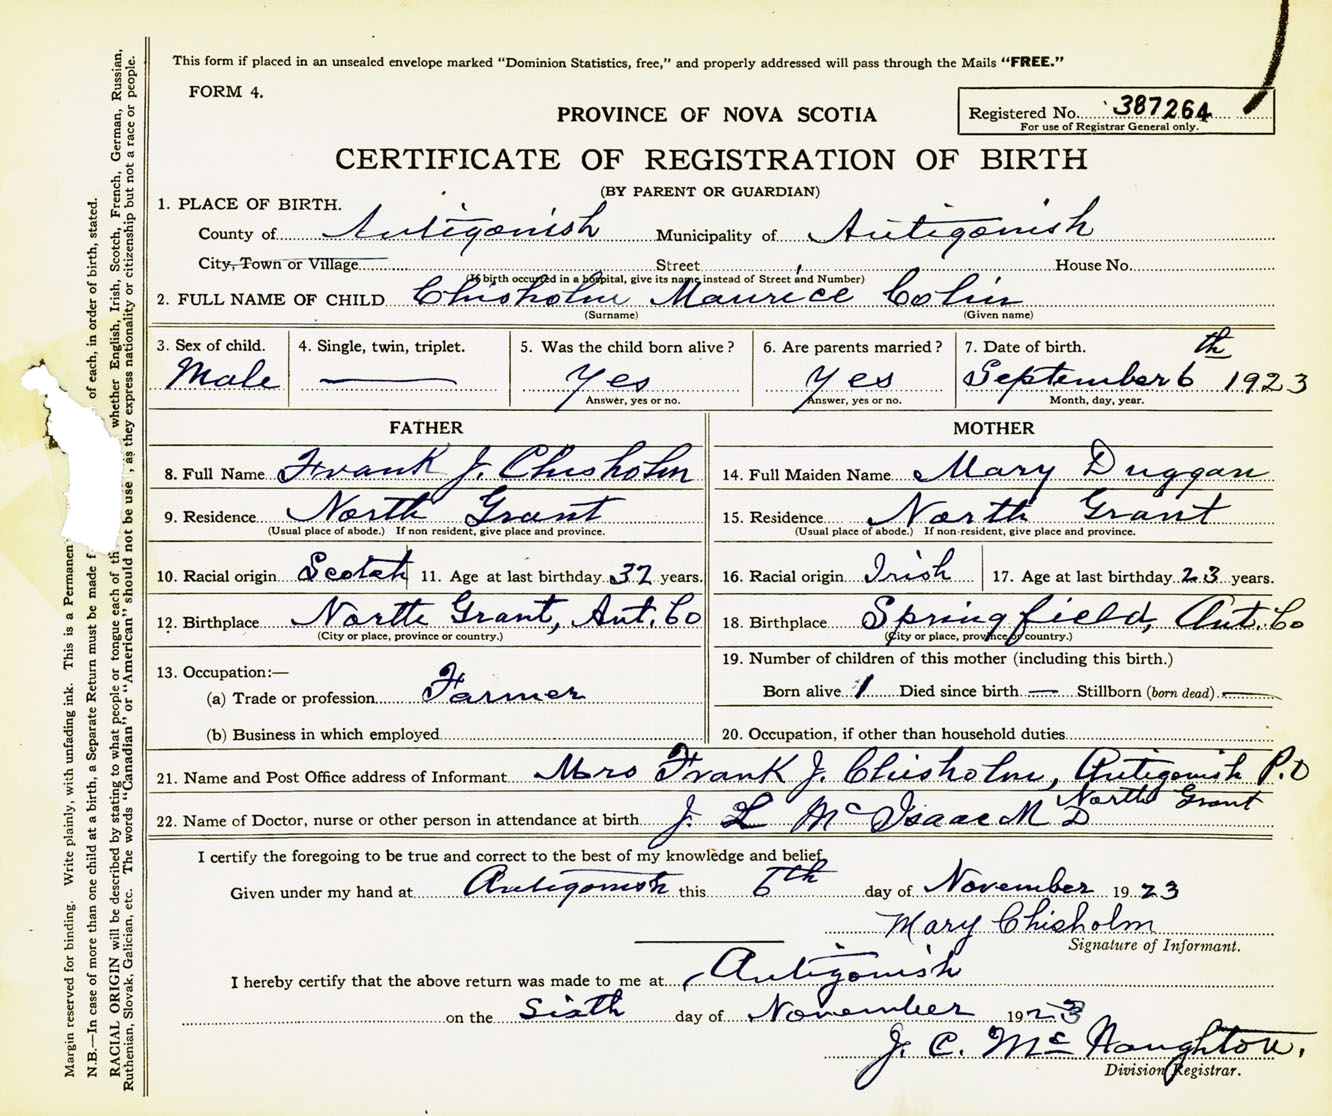 This form if placed in an unsealed envelope marked "Dominion Statistics, free," and properly addressed will pass through the Mails "FREE."
FORM 4.
PROVINCE OF NOVA SCOTIA
Registered No. 387264
For use of Registrar General only.
CERTIFICATE OF REGISTRATION OF BIRTH
(BY PARENT OR GUARDIAN)
1. PLACE OF BIRTH.
County of Antigonish Municipality of Antigonish
City, Town or Village Street House No.
(If birth occurred in a hospital, give its name instead of Street and Number)
2. FULL NAME OF CHILD Chisholm Maurice Colin
(Surname) (Given name)
3. Sex of child. 4. Single, twin, triplet. 5. Was the child born alive? 6. Are parents married? 7. Date of birth.
Male — Yes Yes September 6th 1923
Answer, yes or no. Answer, yes or no. Month, day, year.
FATHER MOTHER
8. Full Name Frank J. Chisholm 14. Full Maiden Name Mary Duggan
9. Residence North Grant 15. Residence North Grant
(Usual place of abode.) If non resident, give place and province. (Usual place of abode.) If non-resident, give place and province.
10. Racial origin Scotch 11. Age at last birthday 37 years. 16. Racial origin Irish 17. Age at last birthday 23 years.
12. Birthplace North Grant, Ant. Co 18. Birthplace Springfield, Ant. Co
(City or place, province or country.) (City or place, province or country.)
13. Occupation:— 19. Number of children of this mother (including this birth.)
(a) Trade or profession Farmer Born alive 1 Died since birth — Stillborn (born dead) —
(b) Business in which employed 20. Occupation, if other than household duties
21. Name and Post Office address of Informant Mrs Frank J. Chisholm, Antigonish P.O
North Grant
22. Name of Doctor, nurse or other person in attendance at birth J. L McIsaac M D
I certify the foregoing to be true and correct to the best of my knowledge and belief.
Given under my hand at Antigonish this 6th day of November 1923
Mary Chisholm
Signature of Informant.
I hereby certify that the above return was made to me at Antigonish
on the Sixth day of November 1923
J. C. McNaughton.
Division Registrar.
Margin reserved for binding. Write plainly, with unfading ink. This is a Permanen
N.B.—In case of more than one child at a birth, a Separate Return must be made f of each, in order of birth, stated.
RACIAL ORIGIN will be described by stating to what people or tongue each of th whether English, Irish, Scotch, French, German, Russian,
Ruthenian, Slovak, Galician, etc. The words "Canadian" or "American" should not be use , as they express nationality or citizenship but not a race or people.